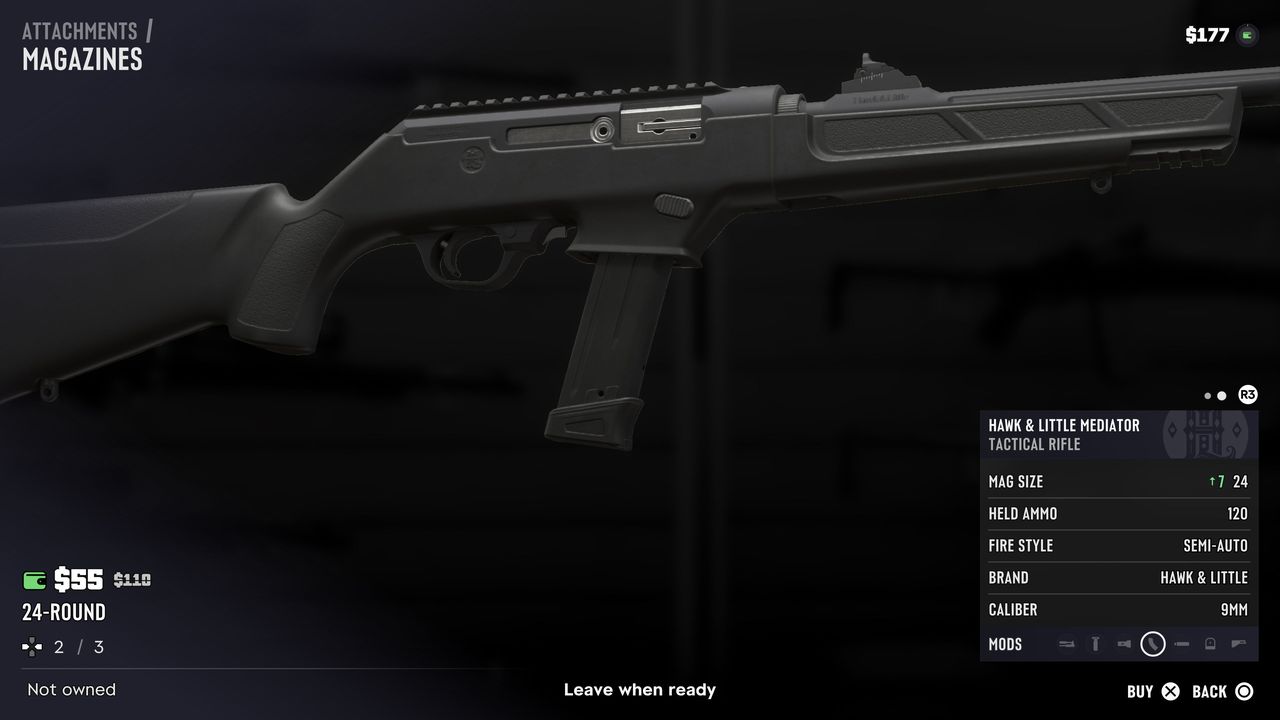 ATTACHMENTS /
MAGAZINES
$177
R3
HAWK & LITTLE MEDIATOR
TACTICAL RIFLE
MAG SIZE ↑7 24
HELD AMMO 120
FIRE STYLE SEMI-AUTO
BRAND HAWK & LITTLE
CALIBER 9MM
MODS
$55 $110
24-ROUND
2 / 3
Not owned
Leave when ready
BUY BACK